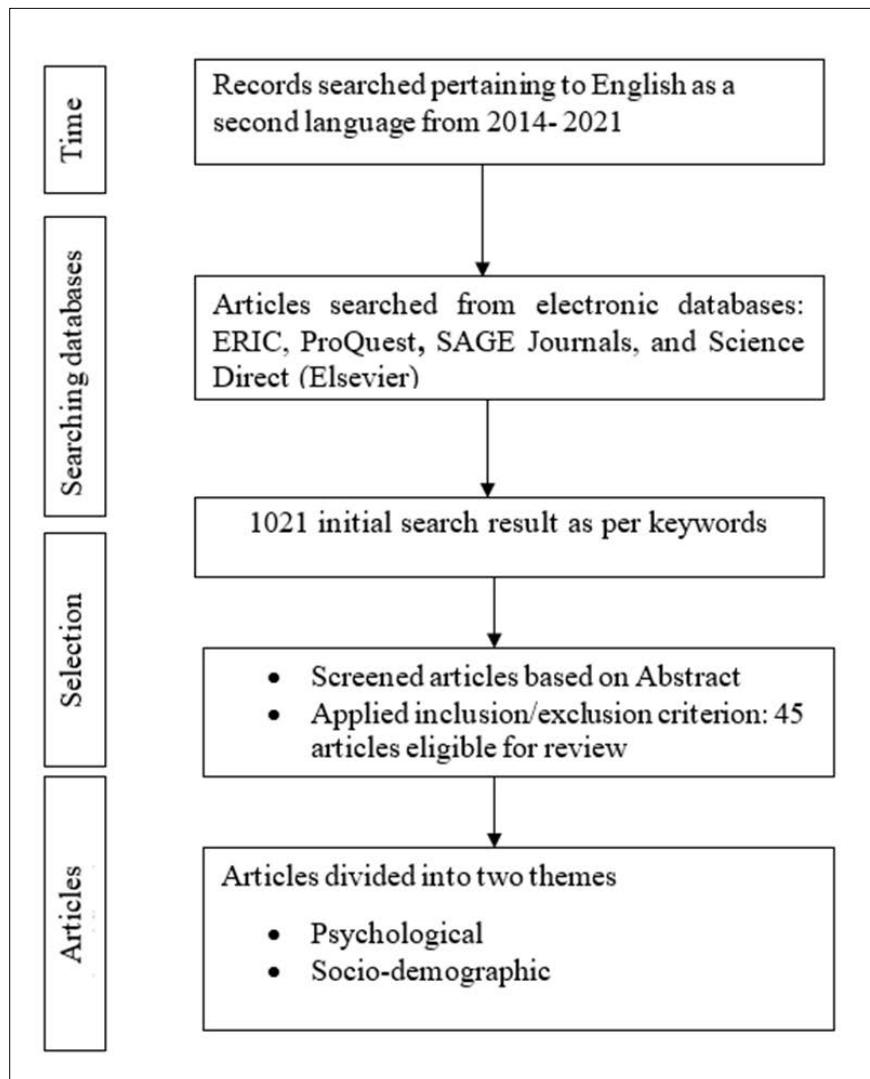 Time
Records searched pertaining to English as a
second language from 2014- 2021
Searching databases
Articles searched from electronic databases:
ERIC, ProQuest, SAGE Journals, and Science
Direct (Elsevier)
1021 initial search result as per keywords
Selection
• Screened articles based on Abstract
• Applied inclusion/exclusion criterion: 45
articles eligible for review
Articles
Articles divided into two themes
• Psychological
• Socio-demographic